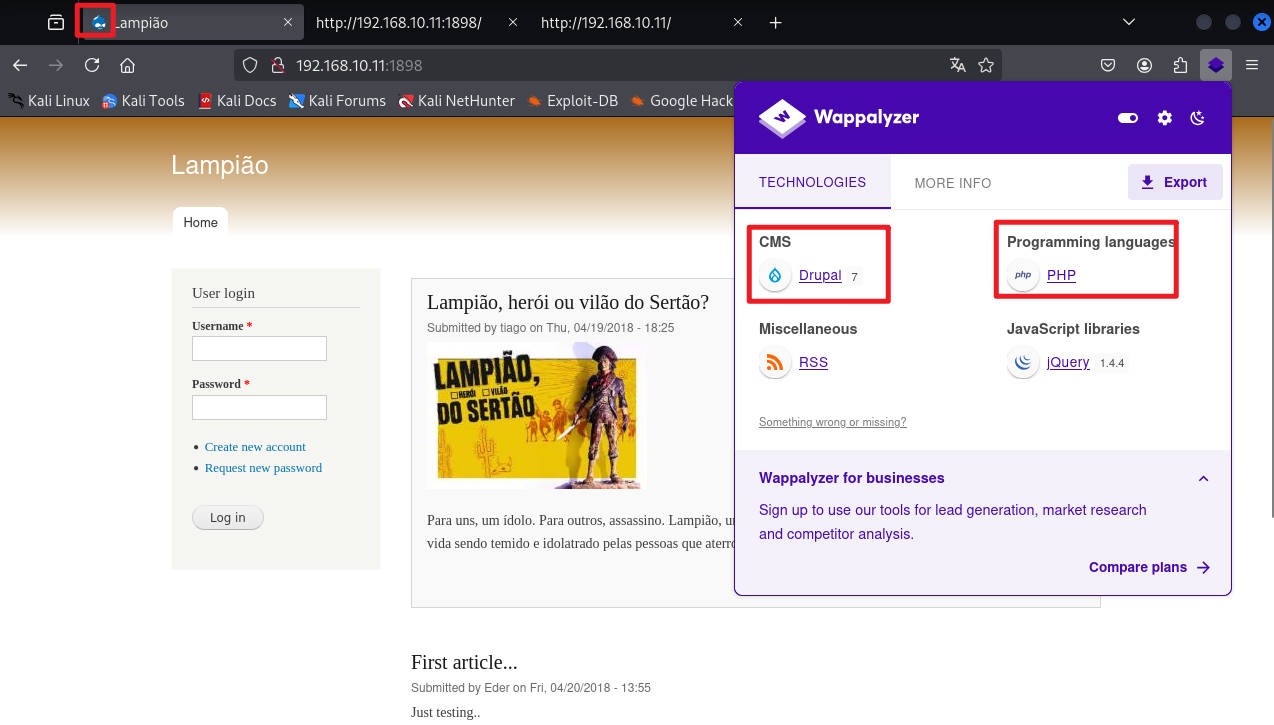 Lampião
http://192.168.10.11:1898/
http://192.168.10.11/
192.168.10.11:1898
Kali Linux
Kali Tools
Kali Docs
Kali Forums
Kali NetHunter
Exploit-DB
Google Hack
Lampião
Home
User login
Username *
Password *
Create new account
Request new password
Log in
Lampião, herói ou vilão do Sertão?
Submitted by tiago on Thu, 04/19/2018 - 18:25
LAMPIÃO,
HERÓI VILÃO
DO SERTÃO
Para uns, um ídolo. Para outros, assassino. Lampião,
vida sendo temido e idolatrado pelas pessoas que
First article...
Submitted by Eder on Fri, 04/20/2018 - 13:55
Just testing..
Wappalyzer
TECHNOLOGIES
MORE INFO
Export
CMS
Drupal 7
Programming languages
php
PHP
Miscellaneous
RSS
JavaScript libraries
jQuery 1.4.4
Something wrong or missing?
Wappalyzer for businesses
Sign up to use our tools for lead generation, market research
and competitor analysis.
Compare plans